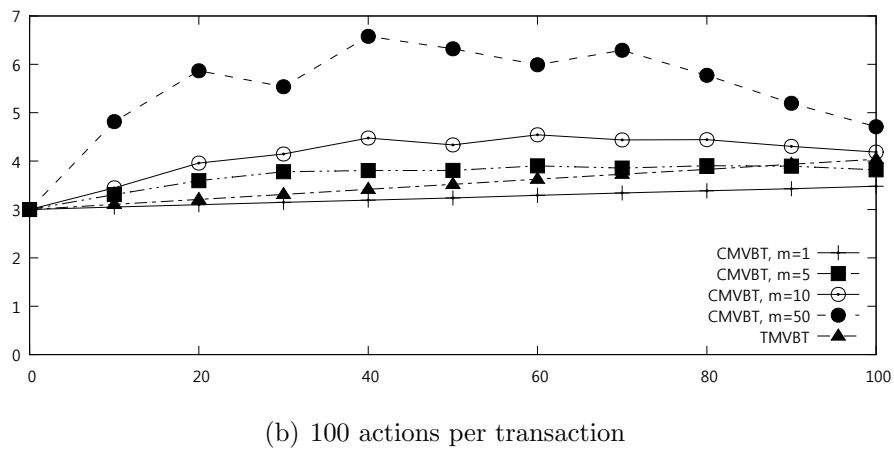 7
6
5
4
3
2
1
0
CMVBT, m=1
CMVBT, m=5
CMVBT, m=10
CMVBT, m=50
TMVBT
0 20 40 60 80 100
(b) 100 actions per transaction